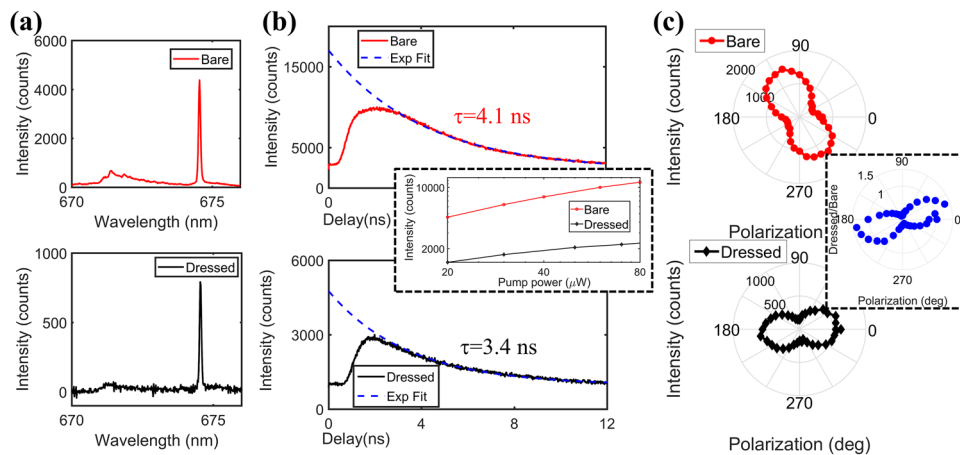 (a)
6000
4000
2000
0
Intensity (counts)
Bare
670
675
Wavelength (nm)
1000
500
0
Intensity (counts)
Dressed
670
675
Wavelength (nm)
(b)
15000
10000
5000
0
Intensity (counts)
Bare
Exp Fit
τ=4.1 ns
0
Delay(ns)
10000
2000
Intensity (counts)
Bare
Dressed
20
40
80
Pump power (μW)
6000
3000
0
Intensity (counts)
τ=3.4 ns
Dressed
Exp Fit
0
4
8
12
Delay(ns)
(c)
Bare
Intensity (counts)
90
2000
1000
180
0
270
Polarization
90
1.5
1
180
0
270
Dressed/Bare
Polarization (deg)
Dressed
Intensity (counts)
90
1000
500
180
0
270
Polarization (deg)